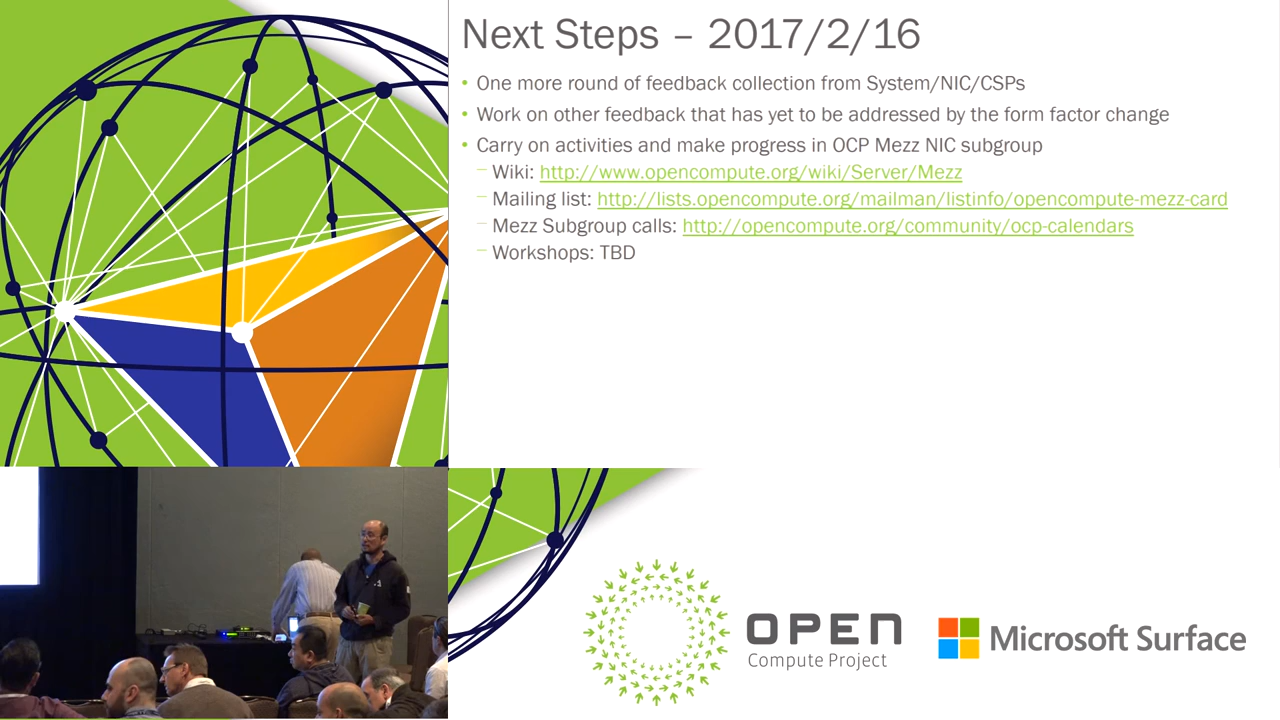 Next Steps – 2017/2/16
• One more round of feedback collection from System/NIC/CSPs
• Work on other feedback that has yet to be addressed by the form factor change
• Carry on activities and make progress in OCP Mezz NIC subgroup
– Wiki: http://www.opencompute.org/wiki/Server/Mezz
– Mailing list: http://lists.opencompute.org/mailman/listinfo/opencompute-mezz-card
– Mezz Subgroup calls: http://opencompute.org/community/ocp-calendars
– Workshops: TBD
OPEN
Compute Project
Microsoft Surface